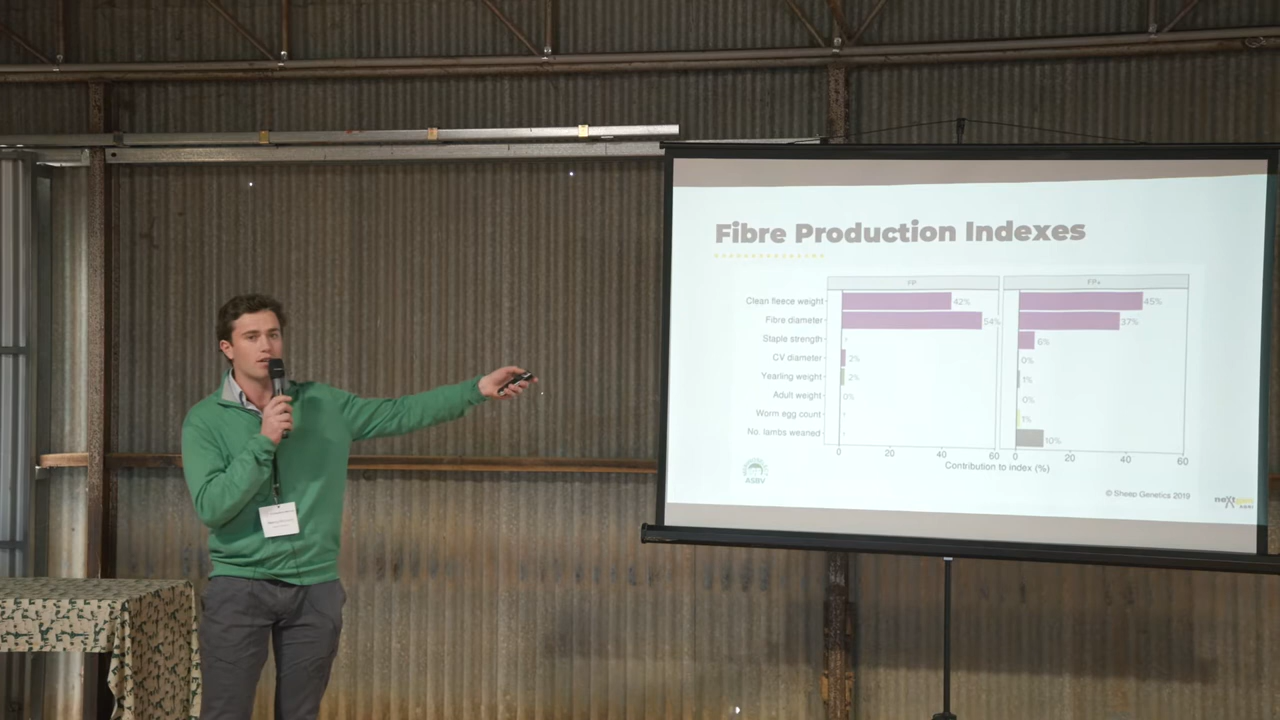 Fibre Production Indexes
FP FP+
Clean fleece weight 42% 45%
Fibre diameter 54% 37%
Staple strength 6%
CV diameter 2% 0%
Yearling weight 2% 1%
Adult weight 0% 0%
Worm egg count 1%
No. lambs weaned 10%
0 20 40 60 0 20 40 60
Contribution to index (%)
ASBV
© Sheep Genetics 2019
neXtgen
AGRI